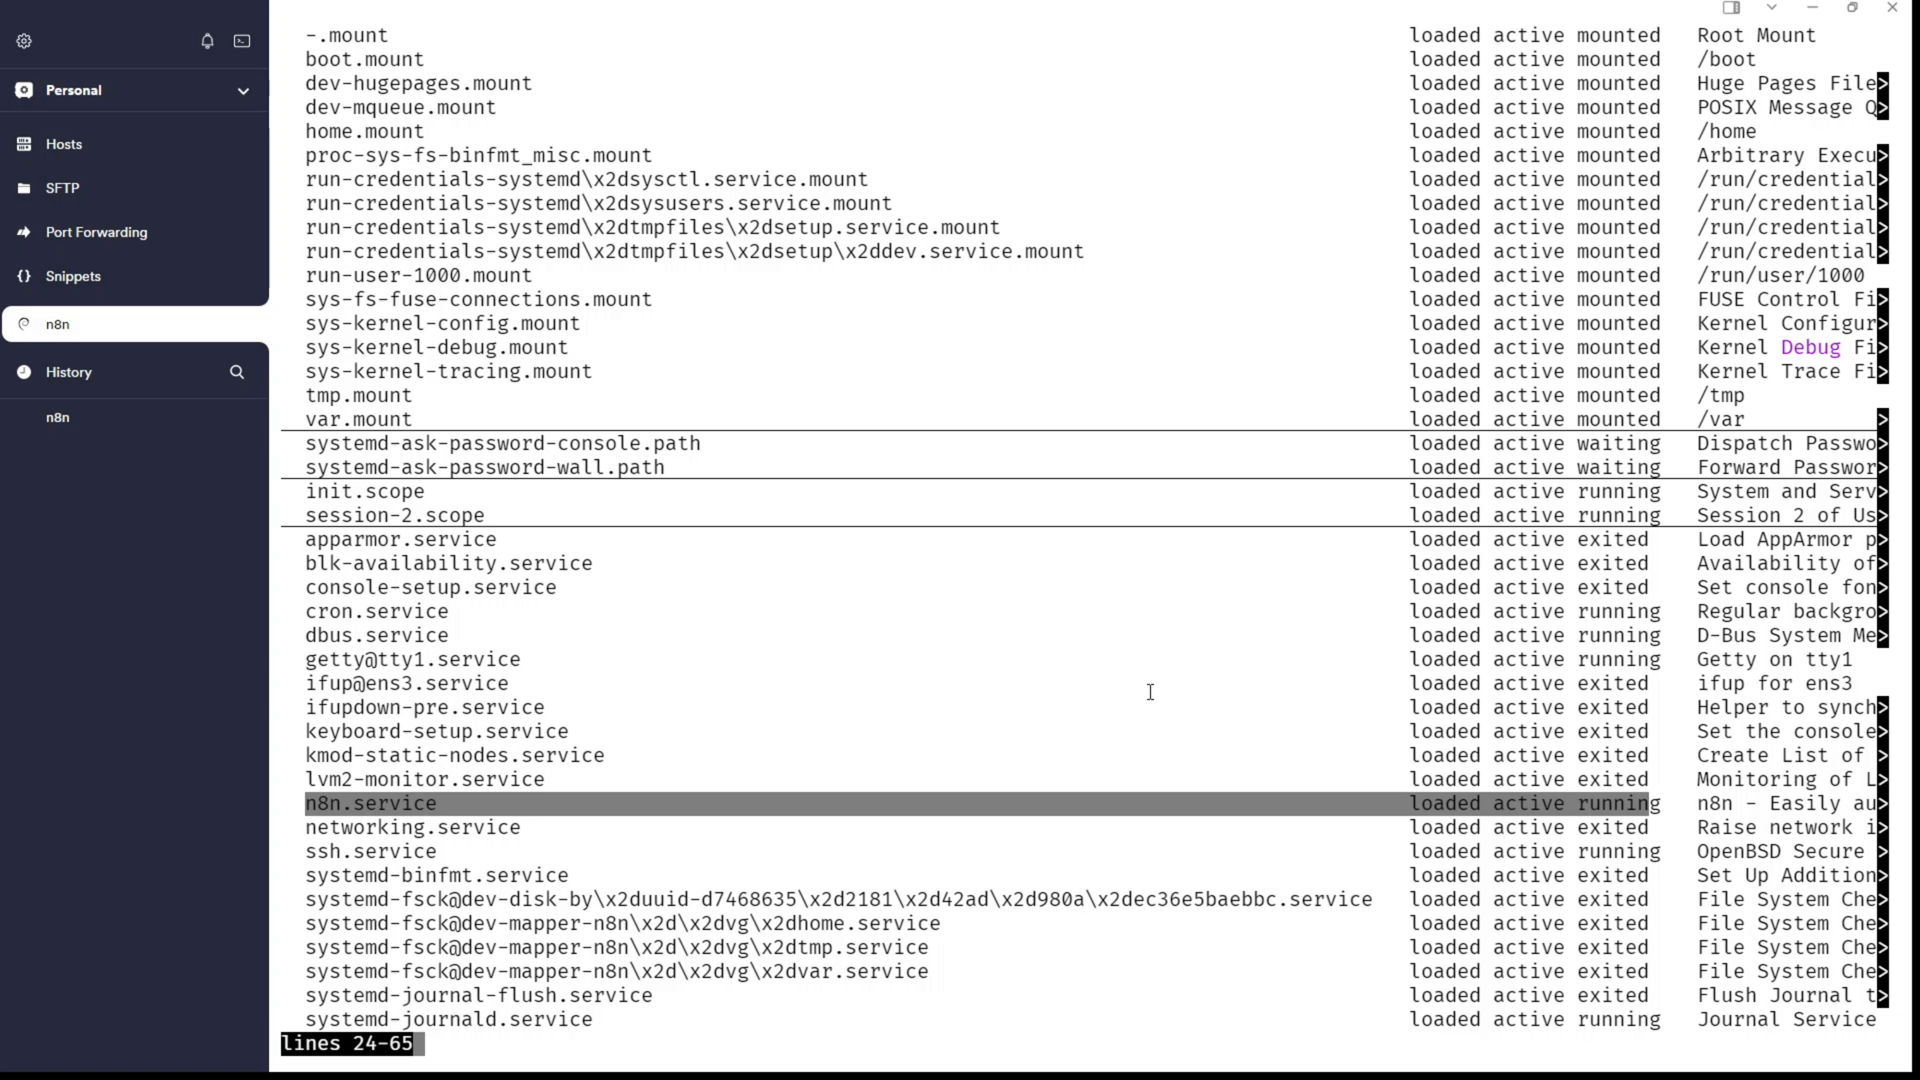 Personal
Hosts
SFTP
Port Forwarding
Snippets
n8n
History
n8n
-.mount loaded active mounted Root Mount
boot.mount loaded active mounted /boot
dev-hugepages.mount loaded active mounted Huge Pages File>
dev-mqueue.mount loaded active mounted POSIX Message Q>
home.mount loaded active mounted /home
proc-sys-fs-binfmt_misc.mount loaded active mounted Arbitrary Execu>
run-credentials-systemd\x2dsysctl.service.mount loaded active mounted /run/credential>
run-credentials-systemd\x2dsysusers.service.mount loaded active mounted /run/credential>
run-credentials-systemd\x2dtmpfiles\x2dsetup.service.mount loaded active mounted /run/credential>
run-credentials-systemd\x2dtmpfiles\x2dsetup\x2ddev.service.mount loaded active mounted /run/credential>
run-user-1000.mount loaded active mounted /run/user/1000
sys-fs-fuse-connections.mount loaded active mounted FUSE Control Fi>
sys-kernel-config.mount loaded active mounted Kernel Configur>
sys-kernel-debug.mount loaded active mounted Kernel Debug Fi>
sys-kernel-tracing.mount loaded active mounted Kernel Trace Fi>
tmp.mount loaded active mounted /tmp
var.mount loaded active mounted /var >
systemd-ask-password-console.path loaded active waiting Dispatch Passwo>
systemd-ask-password-wall.path loaded active waiting Forward Passwor>
init.scope loaded active running System and Serv>
session-2.scope loaded active running Session 2 of Us>
apparmor.service loaded active exited Load AppArmor p>
blk-availability.service loaded active exited Availability of>
console-setup.service loaded active exited Set console fon>
cron.service loaded active running Regular backgro>
dbus.service loaded active running D-Bus System Me>
getty@tty1.service loaded active running Getty on tty1
ifup@ens3.service loaded active exited ifup for ens3
ifupdown-pre.service loaded active exited Helper to synch>
keyboard-setup.service loaded active exited Set the console>
kmod-static-nodes.service loaded active exited Create List of >
lvm2-monitor.service loaded active exited Monitoring of L>
n8n.service loaded active running n8n - Easily au>
networking.service loaded active exited Raise network i>
ssh.service loaded active running OpenBSD Secure >
systemd-binfmt.service loaded active exited Set Up Addition>
systemd-fsck@dev-disk-by\x2duuid-d7468635\x2d2181\x2d42ad\x2d980a\x2dec36e5baebbc.service loaded active exited File System Che>
systemd-fsck@dev-mapper-n8n\x2d\x2dvg\x2dhome.service loaded active exited File System Che>
systemd-fsck@dev-mapper-n8n\x2d\x2dvg\x2dtmp.service loaded active exited File System Che>
systemd-fsck@dev-mapper-n8n\x2d\x2dvg\x2dvar.service loaded active exited File System Che>
systemd-journal-flush.service loaded active exited Flush Journal t>
systemd-journald.service loaded active running Journal Service
lines 24-65